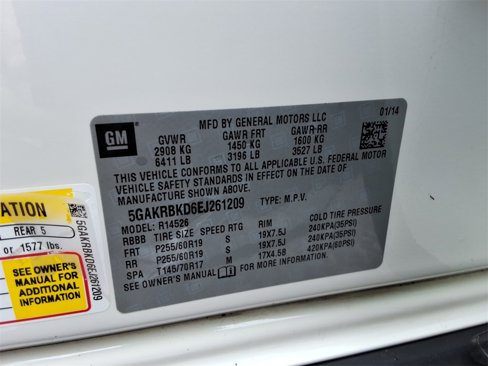 GM
MFD BY GENERAL MOTORS LLC
01/14
GVWR GAWR FRT GAWR RR
2908 KG 1450 KG 1600 KG
6411 LB 3196 LB 3527 LB
THIS VEHICLE CONFORMS TO ALL APPLICABLE U.S. FEDERAL MOTOR
VEHICLE SAFETY STANDARDS IN EFFECT ON THE DATE OF
MANUFACTURE SHOWN ABOVE.
5GAKRBKD6EJ261209 TYPE: M.P.V.
MODEL: R14526
RBBB TIRE SIZE SPEED RTG RIM COLD TIRE PRESSURE
FRT P255/60R19 S 19X7.5J 240KPA(35PSI)
RR P255/60R19 S 19X7.5J 240KPA(35PSI)
SPA T145/70R17 M 17X4.5B 420KPA(60PSI)
SEE OWNER'S MANUAL FOR MORE INFORMATION.
ATION
REAR 5
or 1577 lbs.
SEE OWNER'S
MANUAL FOR
ADDITIONAL
INFORMATION
5GAKRBKD6EJ261209